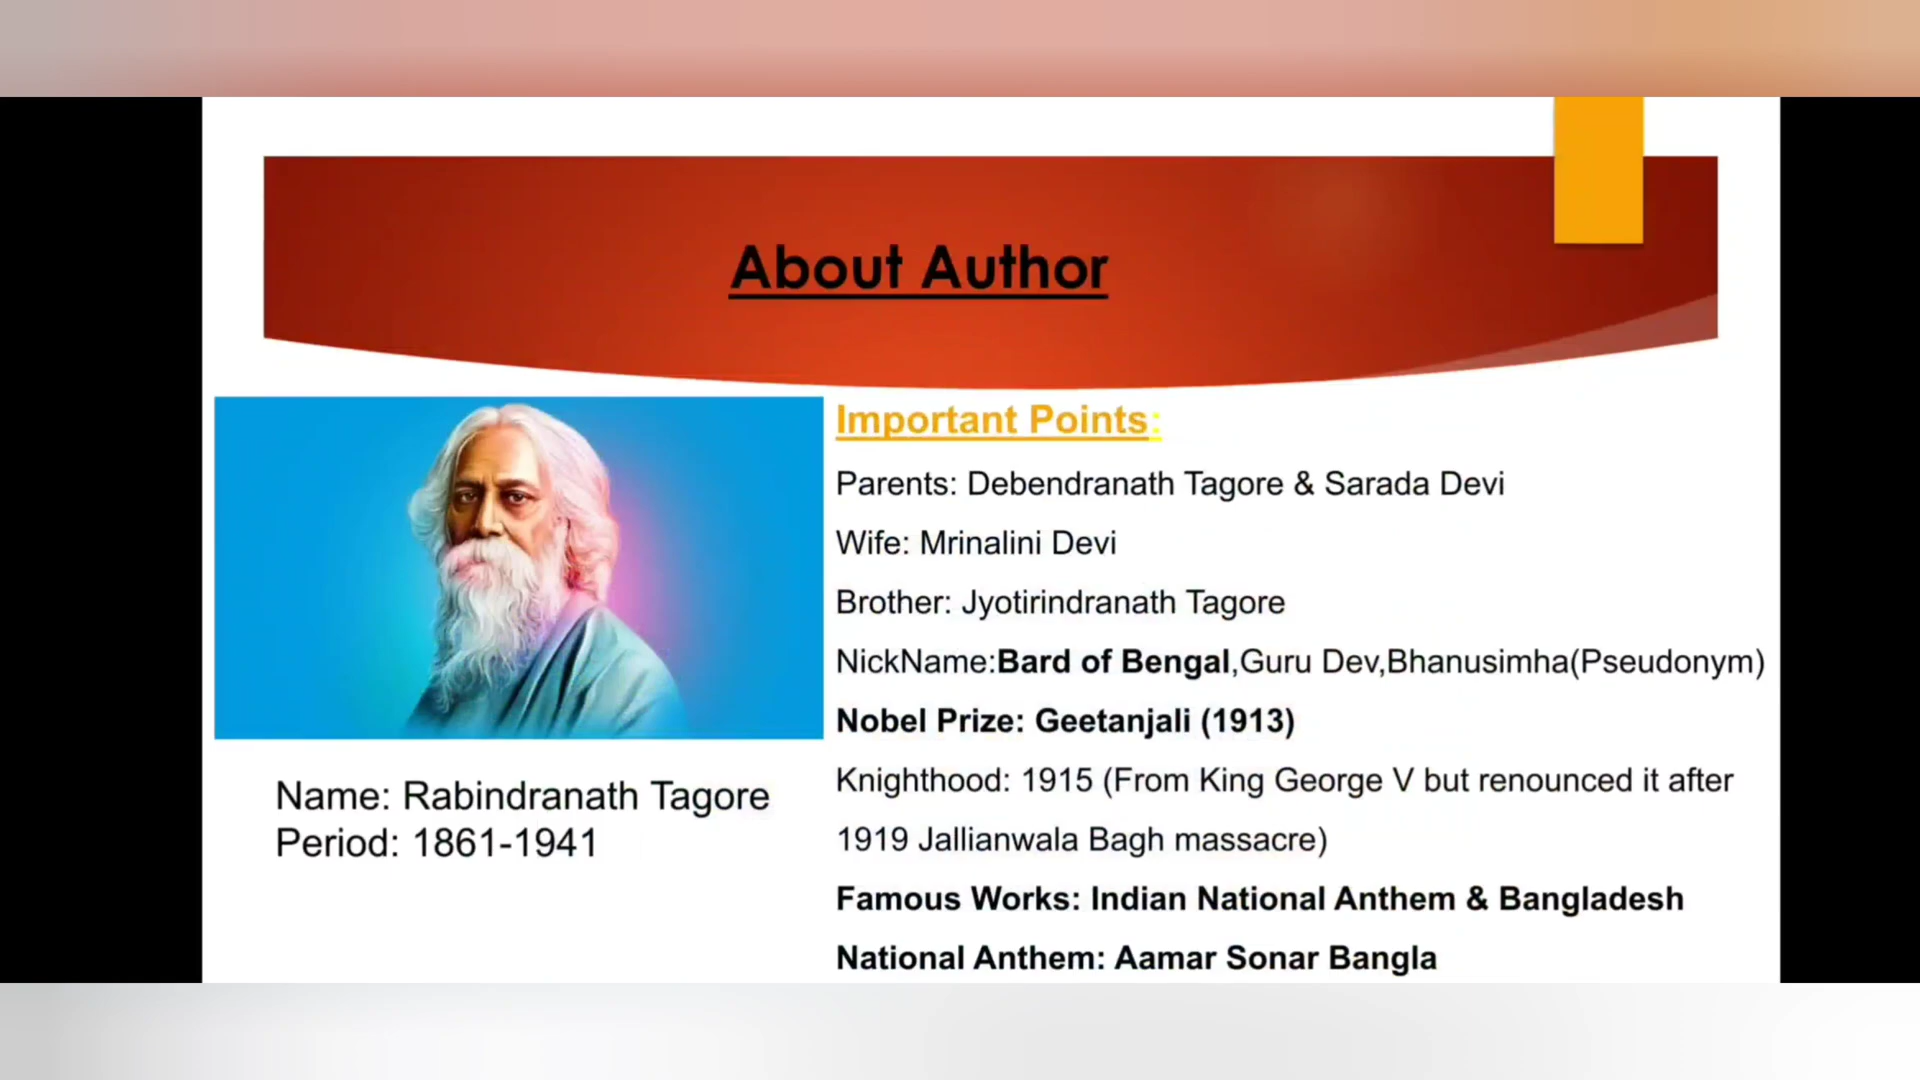 About Author
Important Points:
Parents: Debendranath Tagore & Sarada Devi
Wife: Mrinalini Devi
Brother: Jyotirindranath Tagore
NickName:Bard of Bengal,Guru Dev,Bhanusimha(Pseudonym)
Nobel Prize: Geetanjali (1913)
Knighthood: 1915 (From King George V but renounced it after
1919 Jallianwala Bagh massacre)
Famous Works: Indian National Anthem & Bangladesh
National Anthem: Aamar Sonar Bangla
Name: Rabindranath Tagore
Period: 1861-1941